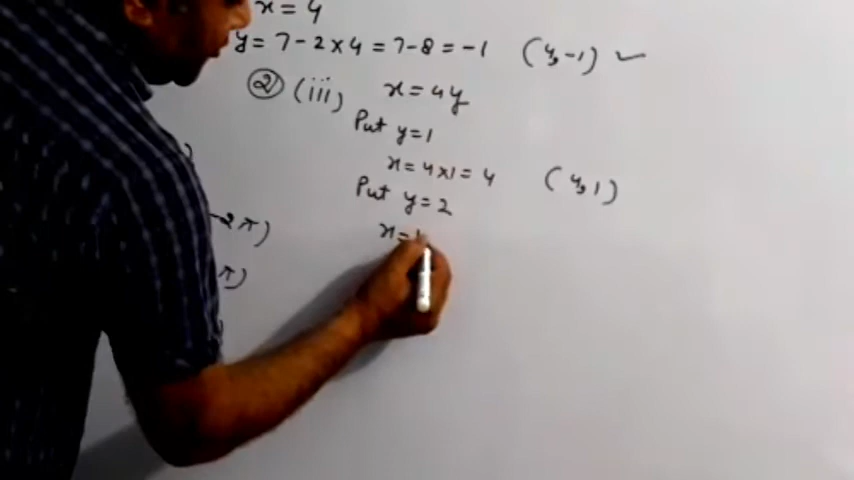 x = 4
y = 7 - 2 × 4 = 7 - 8 = -1 (4, -1) ✓
② (iii) x = 4y
Put y = 1
x = 4×1 = 4 (4, 1)
Put y = 2
-2π)
x =
π)